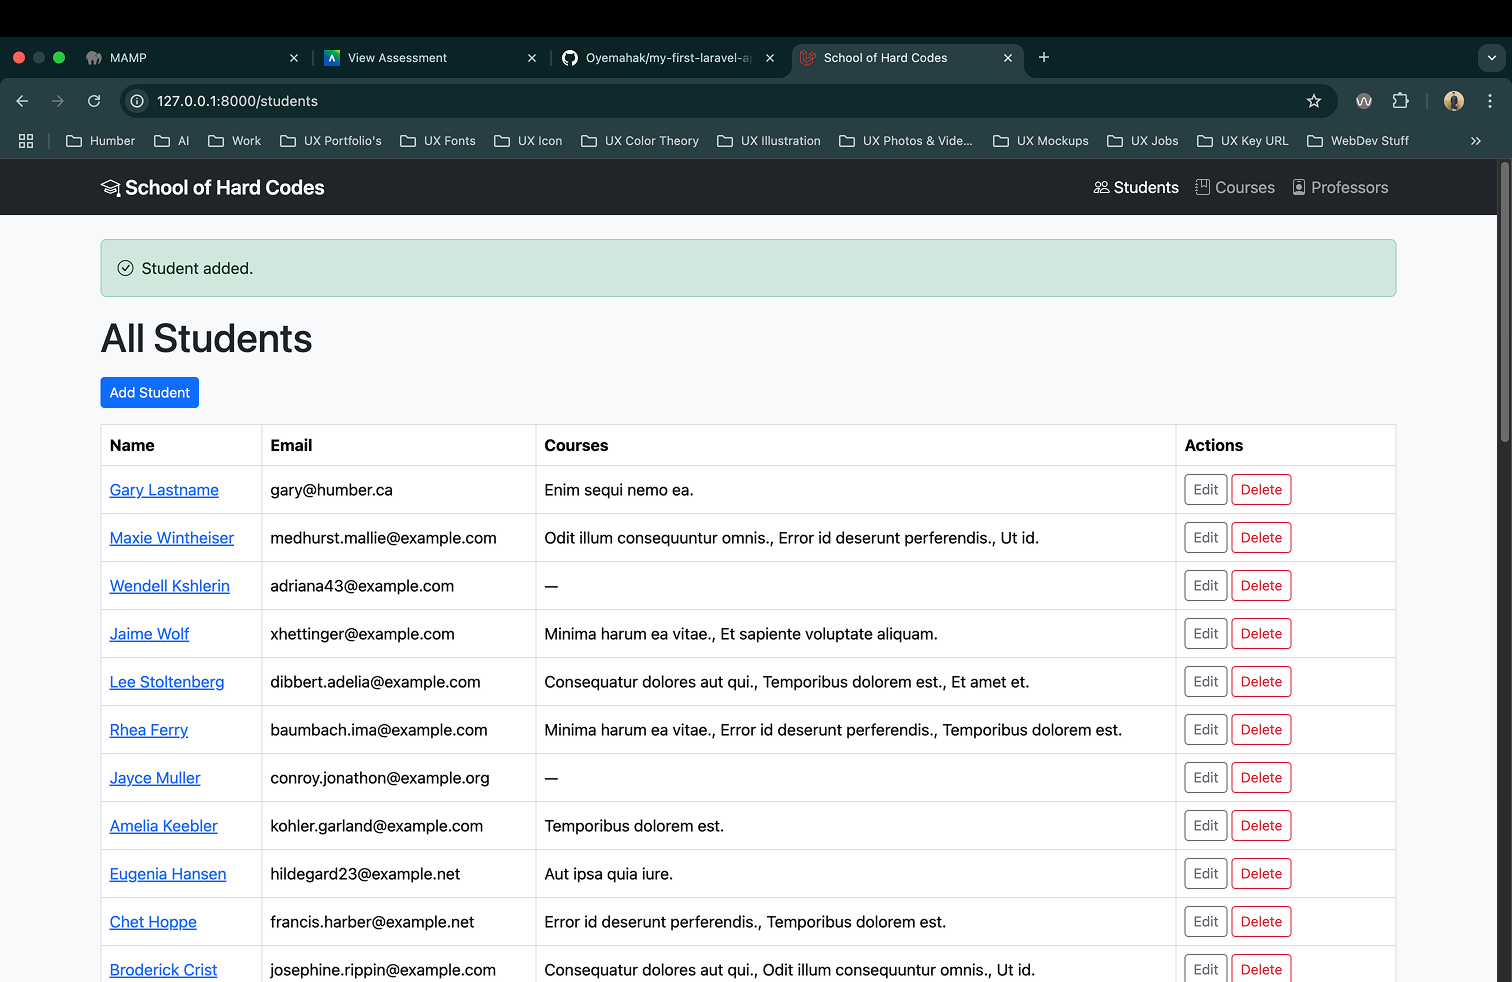 MAMP
View Assessment
Oyemahak/my-first-laravel-ap
School of Hard Codes
127.0.0.1:8000/students
Humber
AI
Work
UX Portfolio's
UX Fonts
UX Icon
UX Color Theory
UX Illustration
UX Photos & Vide...
UX Mockups
UX Jobs
UX Key URL
WebDev Stuff
School of Hard Codes
Students
Courses
Professors
Student added.
All Students
Add Student
Name Email Courses Actions
Gary Lastname gary@humber.ca Enim sequi nemo ea. Edit Delete
Maxie Wintheiser medhurst.mallie@example.com Odit illum consequuntur omnis., Error id deserunt perferendis., Ut id. Edit Delete
Wendell Kshlerin adriana43@example.com — Edit Delete
Jaime Wolf xhettinger@example.com Minima harum ea vitae., Et sapiente voluptate aliquam. Edit Delete
Lee Stoltenberg dibbert.adelia@example.com Consequatur dolores aut qui., Temporibus dolorem est., Et amet et. Edit Delete
Rhea Ferry baumbach.ima@example.com Minima harum ea vitae., Error id deserunt perferendis., Temporibus dolorem est. Edit Delete
Jayce Muller conroy.jonathon@example.org — Edit Delete
Amelia Keebler kohler.garland@example.com Temporibus dolorem est. Edit Delete
Eugenia Hansen hildegard23@example.net Aut ipsa quia iure. Edit Delete
Chet Hoppe francis.harber@example.net Error id deserunt perferendis., Temporibus dolorem est. Edit Delete
Broderick Crist josephine.rippin@example.com Consequatur dolores aut qui., Odit illum consequuntur omnis., Ut id. Edit Delete